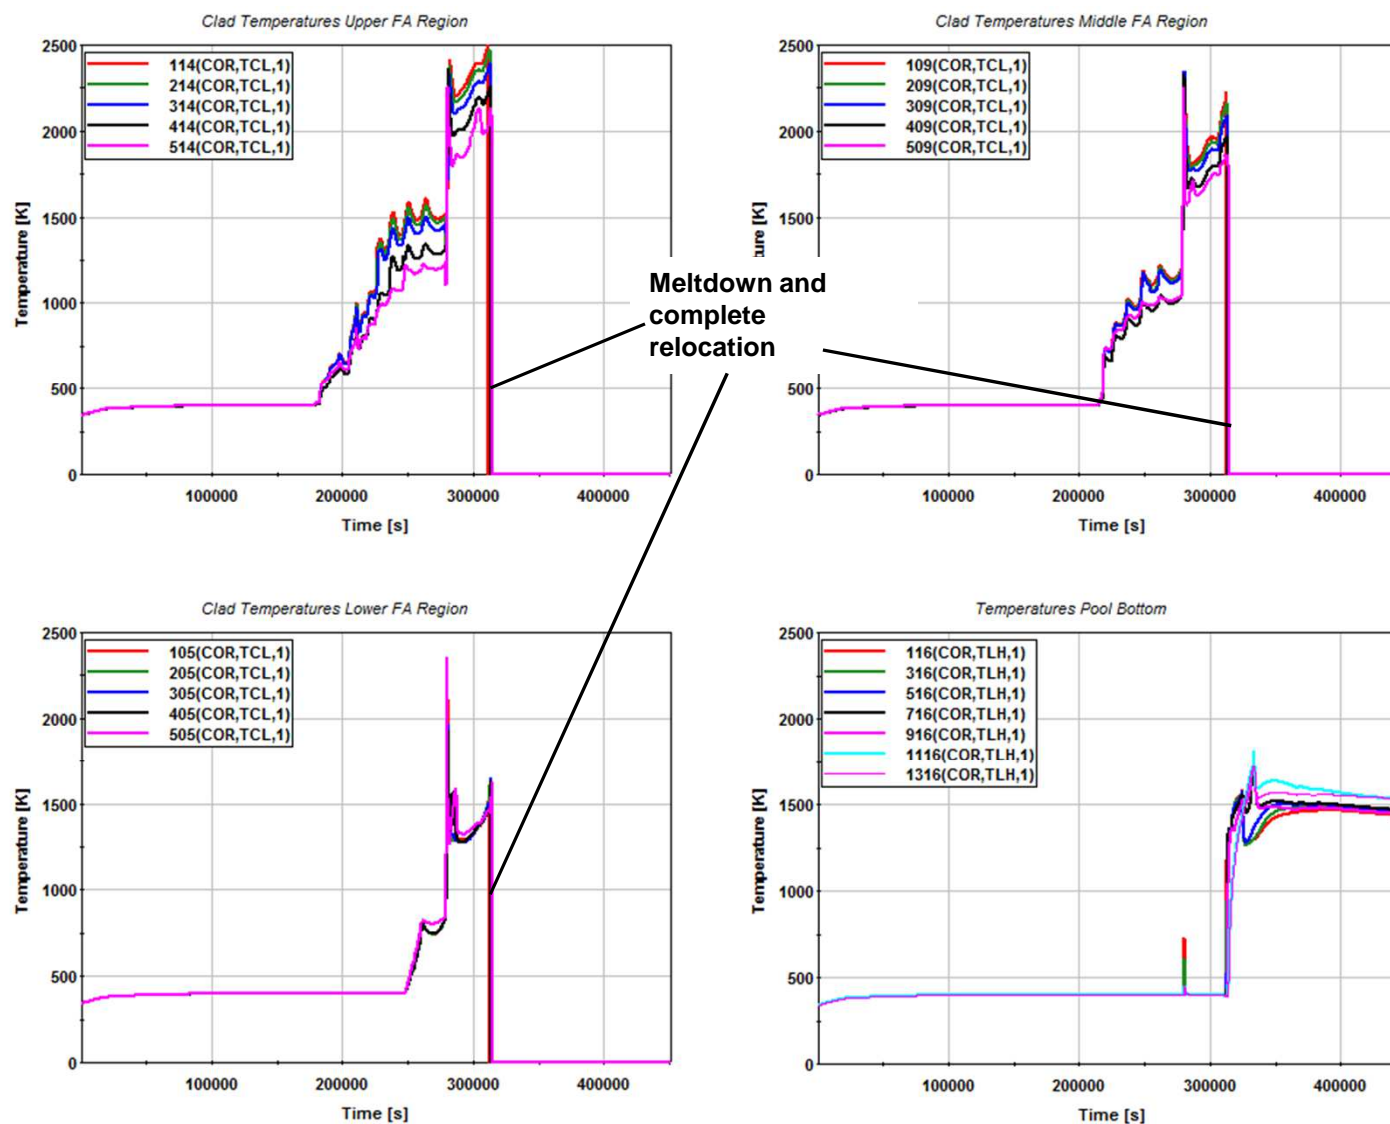 Clad Temperatures Upper FA Region
2500
2000
1500
1000
500
0
Temperature [K]
114(COR,TCL,1)
214(COR,TCL,1)
314(COR,TCL,1)
414(COR,TCL,1)
514(COR,TCL,1)
100000 200000 300000 400000
Time [s]
Clad Temperatures Middle FA Region
2500
2000
1500
1000
500
0
ture [K]
109(COR,TCL,1)
209(COR,TCL,1)
309(COR,TCL,1)
409(COR,TCL,1)
509(COR,TCL,1)
100000 200000 300000 400000
Time [s]
Meltdown and
complete
relocation
Clad Temperatures Lower FA Region
2500
2000
1500
1000
500
0
Temperature [K]
105(COR,TCL,1)
205(COR,TCL,1)
305(COR,TCL,1)
405(COR,TCL,1)
505(COR,TCL,1)
100000 200000 300000 400000
Time [s]
Temperatures Pool Bottom
2500
2000
1500
1000
500
0
Temperature [K]
116(COR,TLH,1)
316(COR,TLH,1)
516(COR,TLH,1)
716(COR,TLH,1)
916(COR,TLH,1)
1116(COR,TLH,1)
1316(COR,TLH,1)
100000 200000 300000 400000
Time [s]